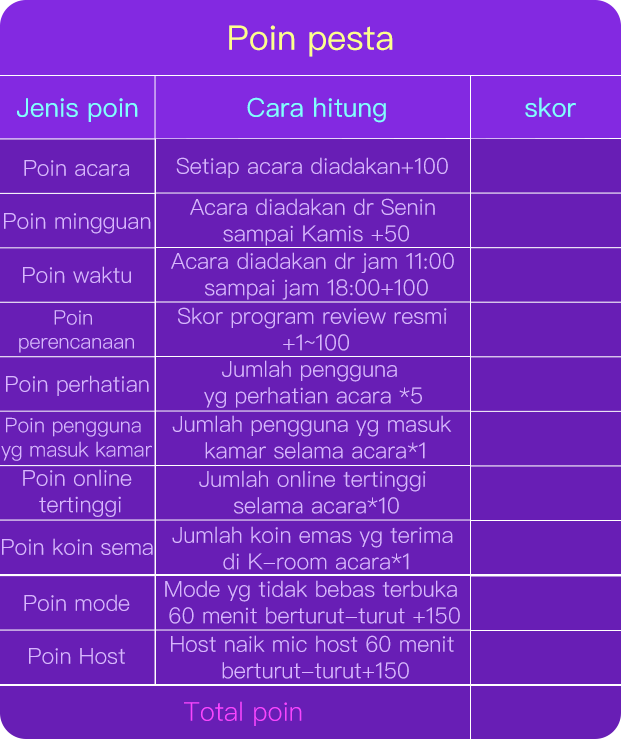 Poin pesta
Jenis poin
Cara hitung
skor
Poin acara
Setiap acara diadakan+100
Poin mingguan
Acara diadakan dr Senin
sampai Kamis +50
Poin waktu
Acara diadakan dr jam 11:00
sampai jam 18:00+100
Poin
perencanaan
Skor program review resmi
+1~100
Poin perhatian
Jumlah pengguna
yg perhatian acara *5
Poin pengguna
yg masuk kamar
Jumlah pengguna yg masuk
kamar selama acara*1
Poin online
tertinggi
Jumlah online tertinggi
selama acara*10
Poin koin sema
Jumlah koin emas yg terima
di K-room acara*1
Poin mode
Mode yg tidak bebas terbuka
60 menit berturut-turut +150
Poin Host
Host naik mic host 60 menit
berturut-turut+150
Total poin